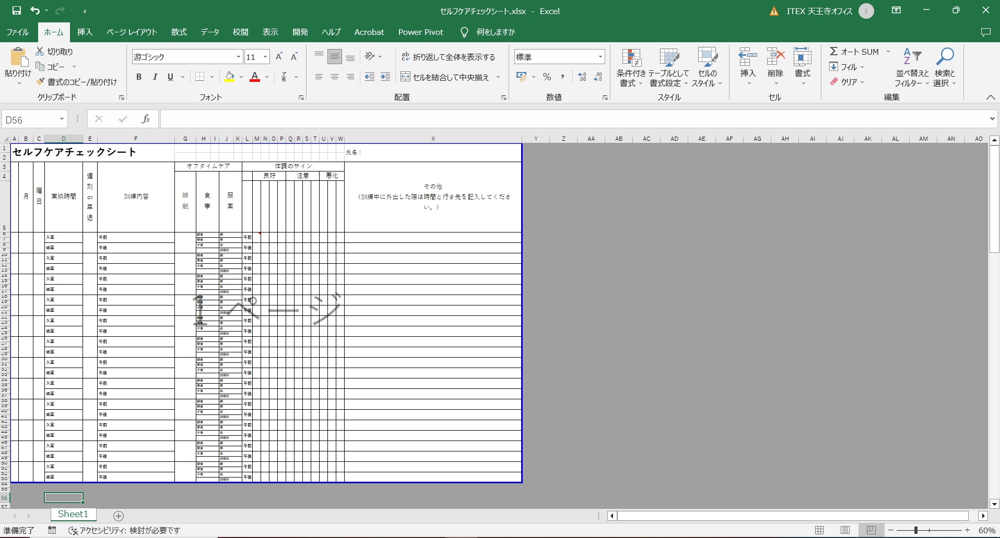 セルフケアチェックシート.xlsx - Excel
ITEX 天王寺オフィス
I
ファイル ホーム 挿入 ページ レイアウト 数式 データ 校閲 表示 開発 ヘルプ Acrobat Power Pivot 何をしますか
貼り付け
切り取り
コピー
書式のコピー/貼り付け
クリップボード
游ゴシック 11 A A
B I U A 亜
フォント
ab 折り返して全体を表示する
セルを結合して中央揃え
配置
標準
% , .00 .00
数値
条件付き書式
テーブルとして書式設定
セルのスタイル
スタイル
挿入 削除 書式
セル
Σ オート SUM
フィル
クリア
並べ替えとフィルター
検索と選択
編集
D56 fx
A B C D E F G H I J K L M N O P Q R S T U V W X Y Z AA AB AC AD AE AF AG AH AI AJ AK AL AM AN AO
セルフケアチェックシート 氏名：
オフタイムケア 体調のサイン
良好 注意 悪化
月 曜日 実績時間 遅刻or早退 訓練内容 睡眠 食事 服薬
その他
（訓練中に外出した際は時間と行き先を記入してください。）
入室 午前 朝食 朝 午前
昼食 昼
退室 午後 夕食 夜 午後
就寝前
入室 午前 朝食 朝 午前
昼食 昼
退室 午後 夕食 夜 午後
就寝前
入室 午前 朝食 朝 午前
昼食 昼
退室 午後 夕食 夜 午後
就寝前
入室 午前 朝食 朝 午前
昼食 昼
退室 午後 夕食 夜 午後
就寝前
1 ページ
入室 午前 朝食 朝 午前
昼食 昼
退室 午後 夕食 夜 午後
就寝前
入室 午前 朝食 朝 午前
昼食 昼
退室 午後 夕食 夜 午後
就寝前
入室 午前 朝食 朝 午前
昼食 昼
退室 午後 夕食 夜 午後
就寝前
入室 午前 朝食 朝 午前
昼食 昼
退室 午後 夕食 夜 午後
就寝前
入室 午前 朝食 朝 午前
昼食 昼
退室 午後 夕食 夜 午後
就寝前
入室 午前 朝食 朝 午前
昼食 昼
退室 午後 夕食 夜 午後
就寝前
入室 午前 朝食 朝 午前
昼食 昼
退室 午後 夕食 夜 午後
就寝前
入室 午前 朝食 朝 午前
昼食 昼
退室 午後 夕食 夜 午後
就寝前
Sheet1
準備完了 アクセシビリティ: 検討が必要です 60%